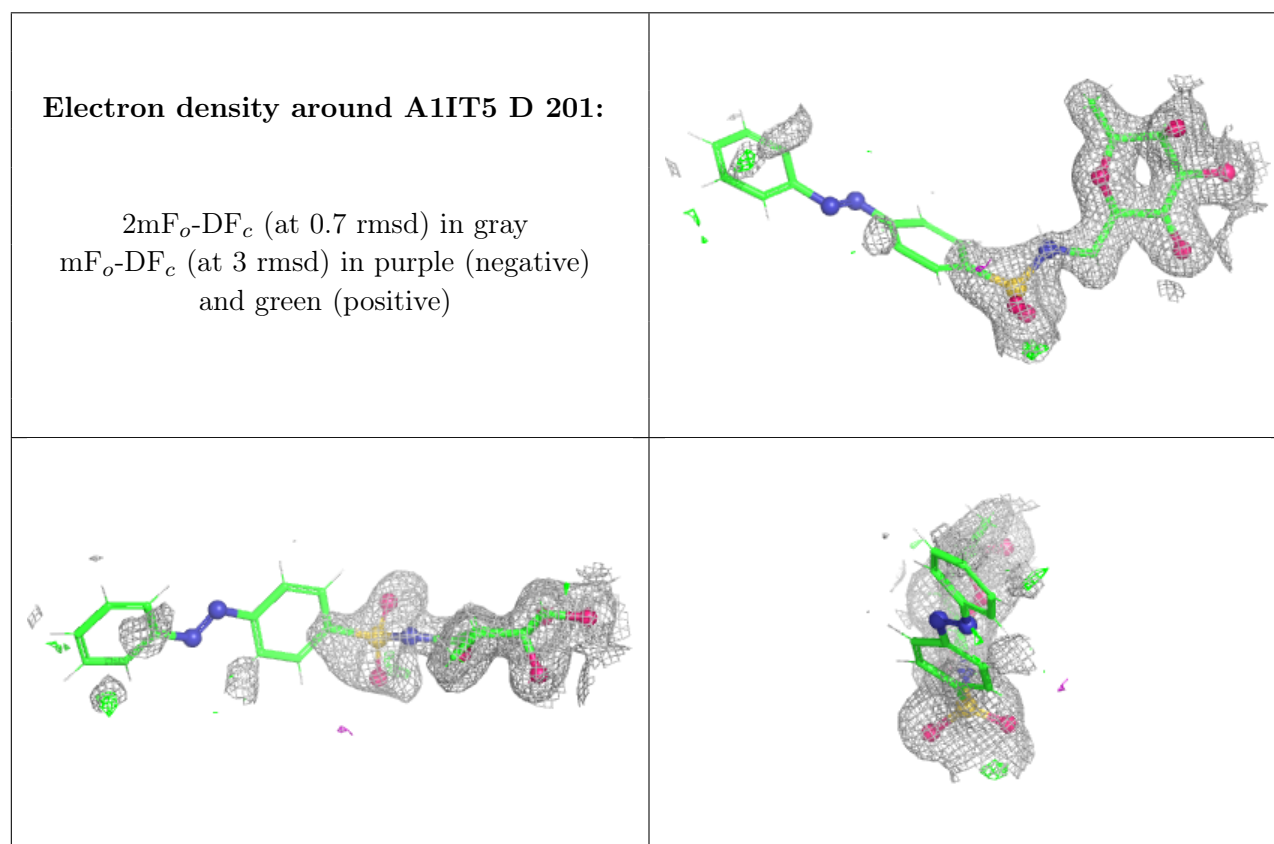 Electron density around A1IT5 D 201:
2mFo-DFc (at 0.7 rmsd) in gray
mFo-DFc (at 3 rmsd) in purple (negative)
and green (positive)